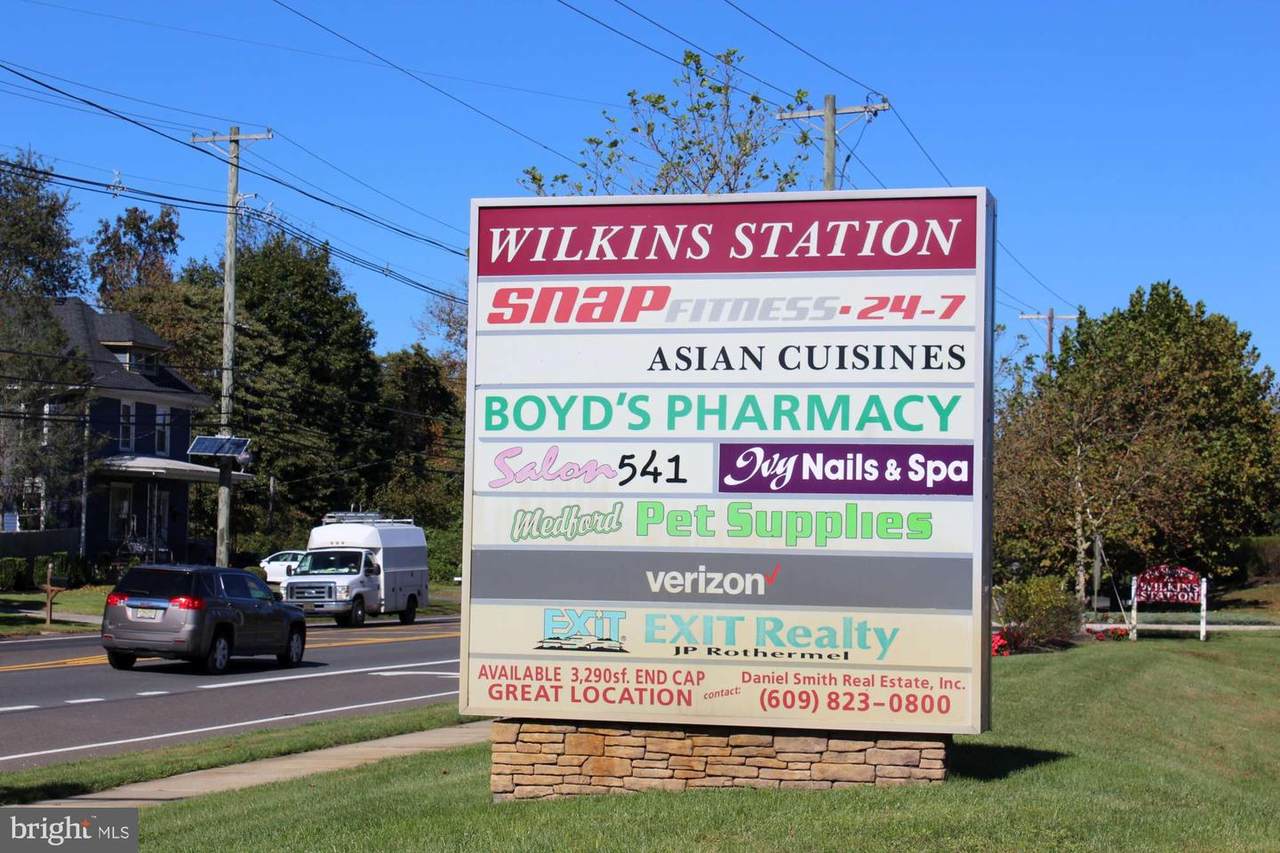 WILKINS STATION
SNAP FITNESS·24-7
ASIAN CUISINES
BOYD'S PHARMACY
Salon 541
Ivy Nails & Spa
Medford Pet Supplies
verizon
EXIT EXIT Realty
JP Rothermel
AVAILABLE 3,290sf. END CAP
GREAT LOCATION
contact:
Daniel Smith Real Estate, Inc.
(609) 823-0800
WILKINS
STATION
bright MLS